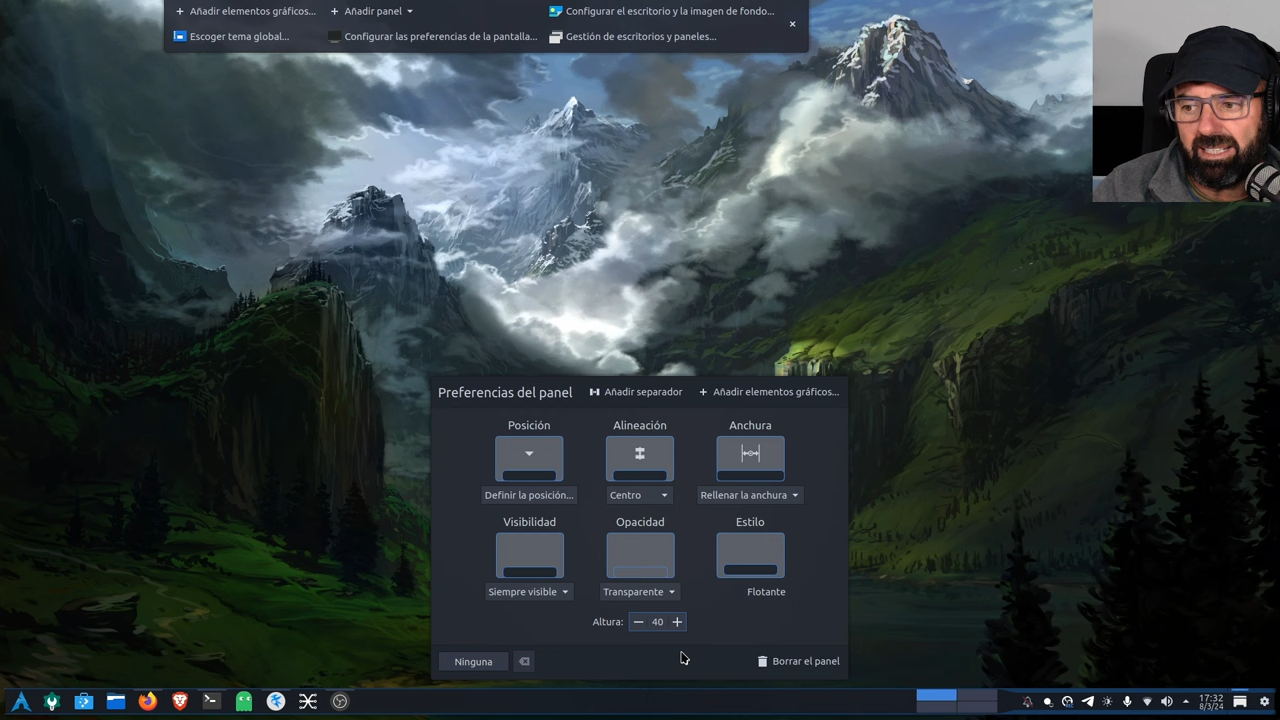 Añadir elementos gráficos...
Añadir panel
Configurar el escritorio y la imagen de fondo...
Escoger tema global...
Configurar las preferencias de la pantalla...
Gestión de escritorios y paneles...
Preferencias del panel
Añadir separador
Añadir elementos gráficos...
Posición
Alineación
Anchura
Definir la posición...
Centro
Rellenar la anchura
Visibilidad
Opacidad
Estilo
Siempre visible
Transparente
Flotante
Altura: 40
Ninguna
Borrar el panel
17:32
8/3/24